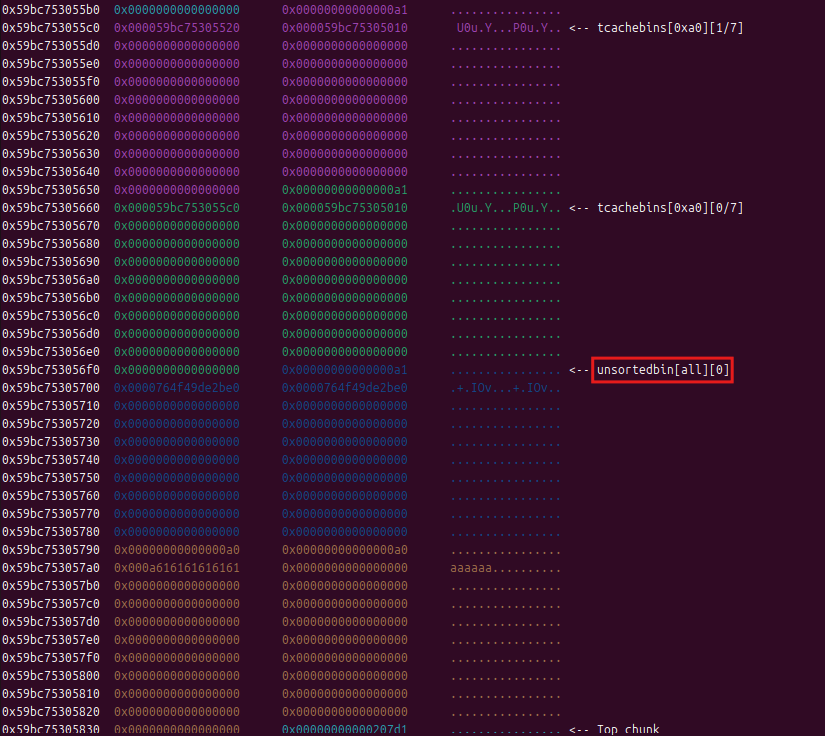 0x59bc753055b0 0x0000000000000000 0x00000000000000a1 ................
0x59bc753055c0 0x000059bc75305520 0x000059bc75305010 U0u.Y...P0u.Y.. <-- tcachebins[0xa0][1/7]
0x59bc753055d0 0x0000000000000000 0x0000000000000000 ................
0x59bc753055e0 0x0000000000000000 0x0000000000000000 ................
0x59bc753055f0 0x0000000000000000 0x0000000000000000 ................
0x59bc75305600 0x0000000000000000 0x0000000000000000 ................
0x59bc75305610 0x0000000000000000 0x0000000000000000 ................
0x59bc75305620 0x0000000000000000 0x0000000000000000 ................
0x59bc75305630 0x0000000000000000 0x0000000000000000 ................
0x59bc75305640 0x0000000000000000 0x0000000000000000 ................
0x59bc75305650 0x0000000000000000 0x00000000000000a1 ................
0x59bc75305660 0x000059bc753055c0 0x000059bc75305010 .U0u.Y...P0u.Y.. <-- tcachebins[0xa0][0/7]
0x59bc75305670 0x0000000000000000 0x0000000000000000 ................
0x59bc75305680 0x0000000000000000 0x0000000000000000 ................
0x59bc75305690 0x0000000000000000 0x0000000000000000 ................
0x59bc753056a0 0x0000000000000000 0x0000000000000000 ................
0x59bc753056b0 0x0000000000000000 0x0000000000000000 ................
0x59bc753056c0 0x0000000000000000 0x0000000000000000 ................
0x59bc753056d0 0x0000000000000000 0x0000000000000000 ................
0x59bc753056e0 0x0000000000000000 0x0000000000000000 ................
0x59bc753056f0 0x0000000000000000 0x00000000000000a1 ................ <-- unsortedbin[all][0]
0x59bc75305700 0x0000764f49de2be0 0x0000764f49de2be0 .+.IOv...+.IOv..
0x59bc75305710 0x0000000000000000 0x0000000000000000 ................
0x59bc75305720 0x0000000000000000 0x0000000000000000 ................
0x59bc75305730 0x0000000000000000 0x0000000000000000 ................
0x59bc75305740 0x0000000000000000 0x0000000000000000 ................
0x59bc75305750 0x0000000000000000 0x0000000000000000 ................
0x59bc75305760 0x0000000000000000 0x0000000000000000 ................
0x59bc75305770 0x0000000000000000 0x0000000000000000 ................
0x59bc75305780 0x0000000000000000 0x0000000000000000 ................
0x59bc75305790 0x00000000000000a0 0x00000000000000a0 ................
0x59bc753057a0 0x000a616161616161 0x0000000000000000 aaaaaa..........
0x59bc753057b0 0x0000000000000000 0x0000000000000000 ................
0x59bc753057c0 0x0000000000000000 0x0000000000000000 ................
0x59bc753057d0 0x0000000000000000 0x0000000000000000 ................
0x59bc753057e0 0x0000000000000000 0x0000000000000000 ................
0x59bc753057f0 0x0000000000000000 0x0000000000000000 ................
0x59bc75305800 0x0000000000000000 0x0000000000000000 ................
0x59bc75305810 0x0000000000000000 0x0000000000000000 ................
0x59bc75305820 0x0000000000000000 0x0000000000000000 ................
0x59bc75305830 0x0000000000000000 0x00000000000207d1 ................ <-- Top chunk